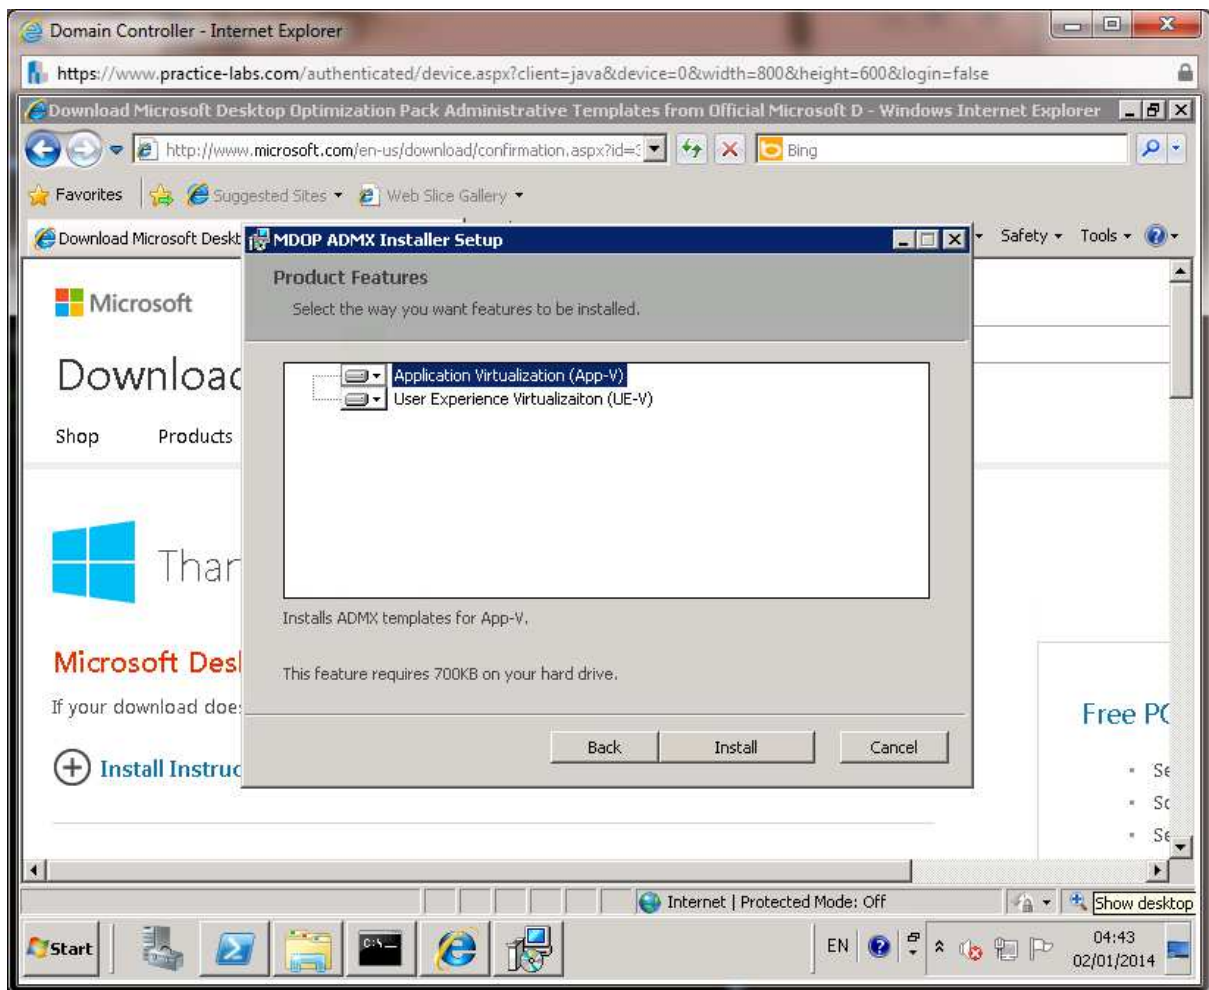 Domain Controller - Internet Explorer
https://www.practice-labs.com/authenticated/device.aspx?client=java&device=0&width=800&height=600&login=false
Download Microsoft Desktop Optimization Pack Administrative Templates from Official Microsoft D - Windows Internet Explorer
http://www.microsoft.com/en-us/download/confirmation.aspx?id=
Bing
Favorites
Suggested Sites
Web Slice Gallery
Download Microsoft Deskt
MDOP ADMX Installer Setup
Safety
Tools
Product Features
Select the way you want features to be installed.
Microsoft
Application Virtualization (App-V)
User Experience Virtualizaiton (UE-V)
Download
Shop Products
Than
Installs ADMX templates for App-V.
Microsoft Desk
This feature requires 700KB on your hard drive.
If your download does
Free PC
Back Install Cancel
Install Instruc
Se
Sc
Se
Internet | Protected Mode: Off
Show desktop
Start
C:\_
EN
04:43
02/01/2014